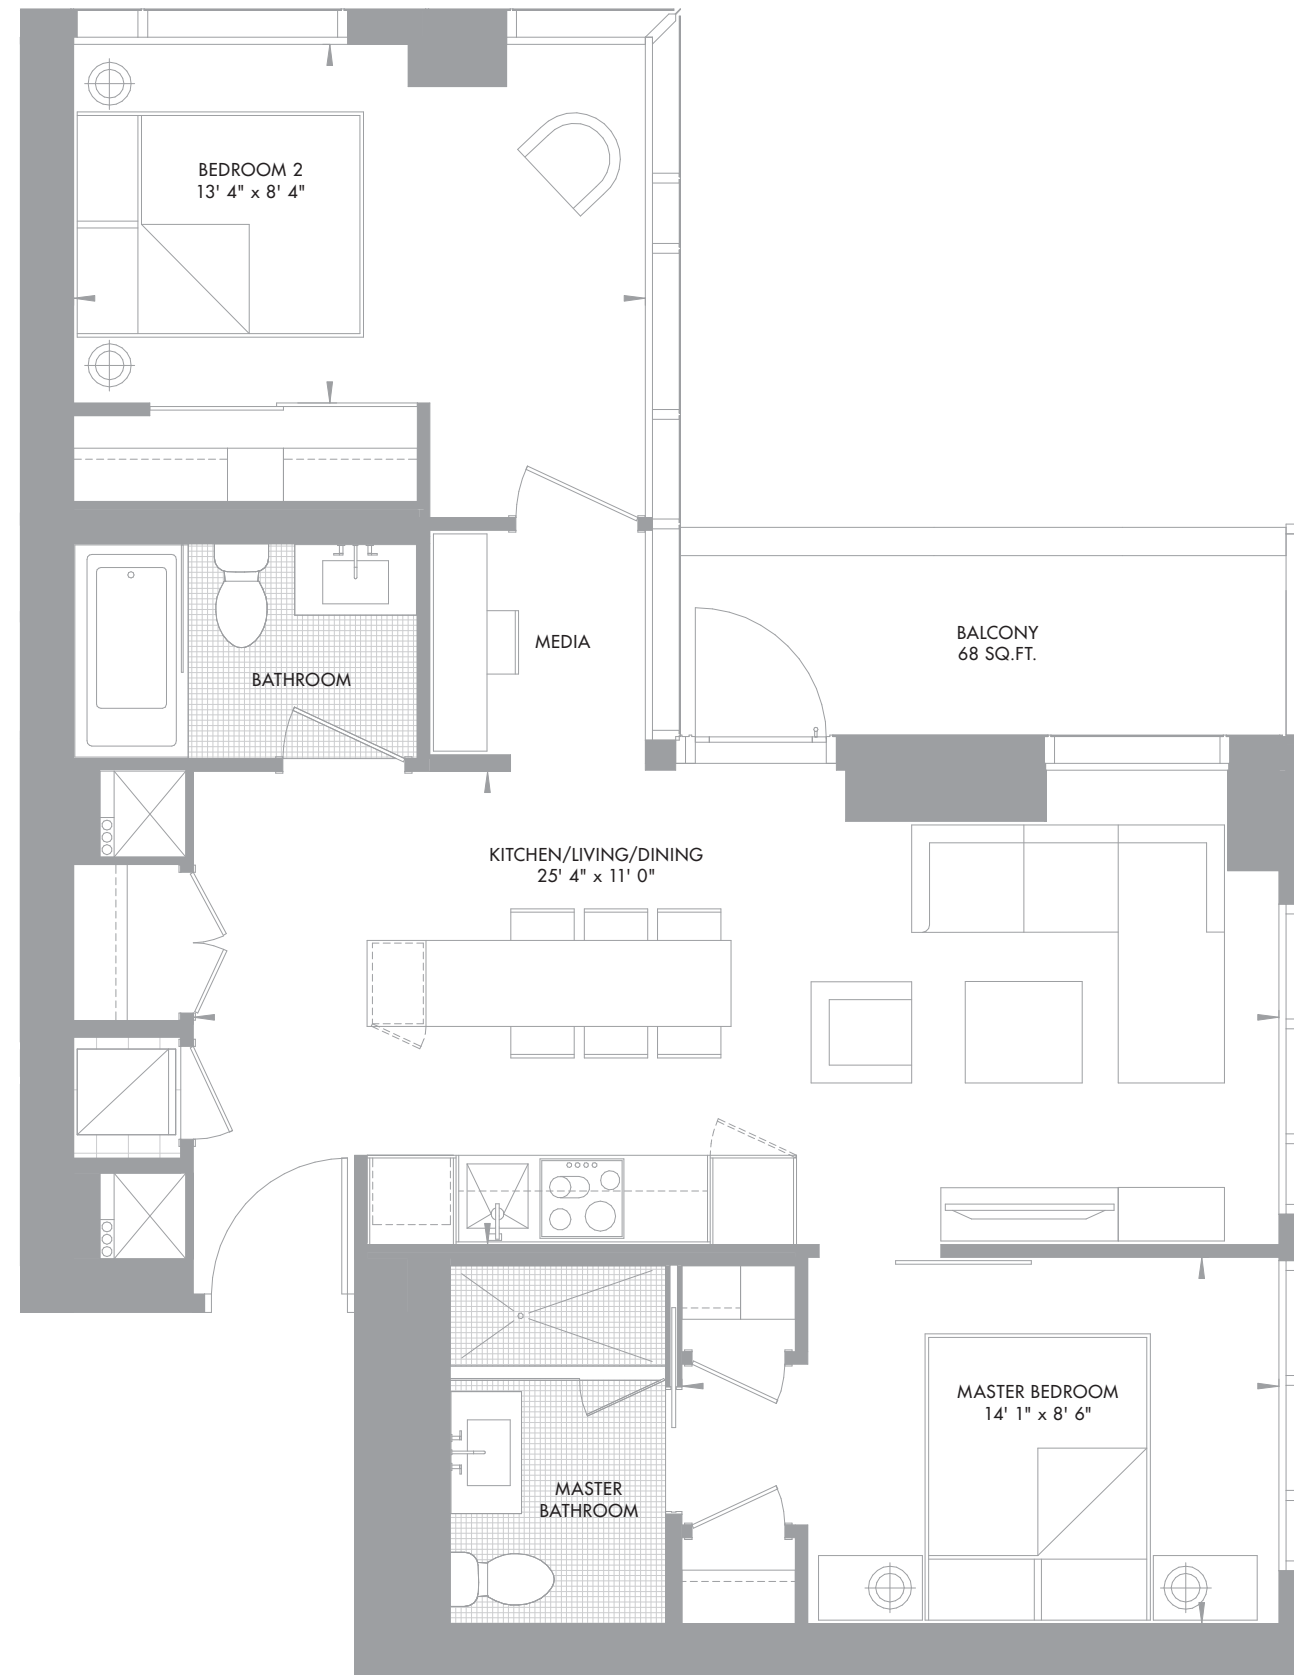 BEDROOM 2
13' 4" x 8' 4"
MEDIA
BALCONY
68 SQ.FT.
BATHROOM
KITCHEN/LIVING/DINING
25' 4" x 11' 0"
MASTER BEDROOM
14' 1" x 8' 6"
MASTER
BATHROOM